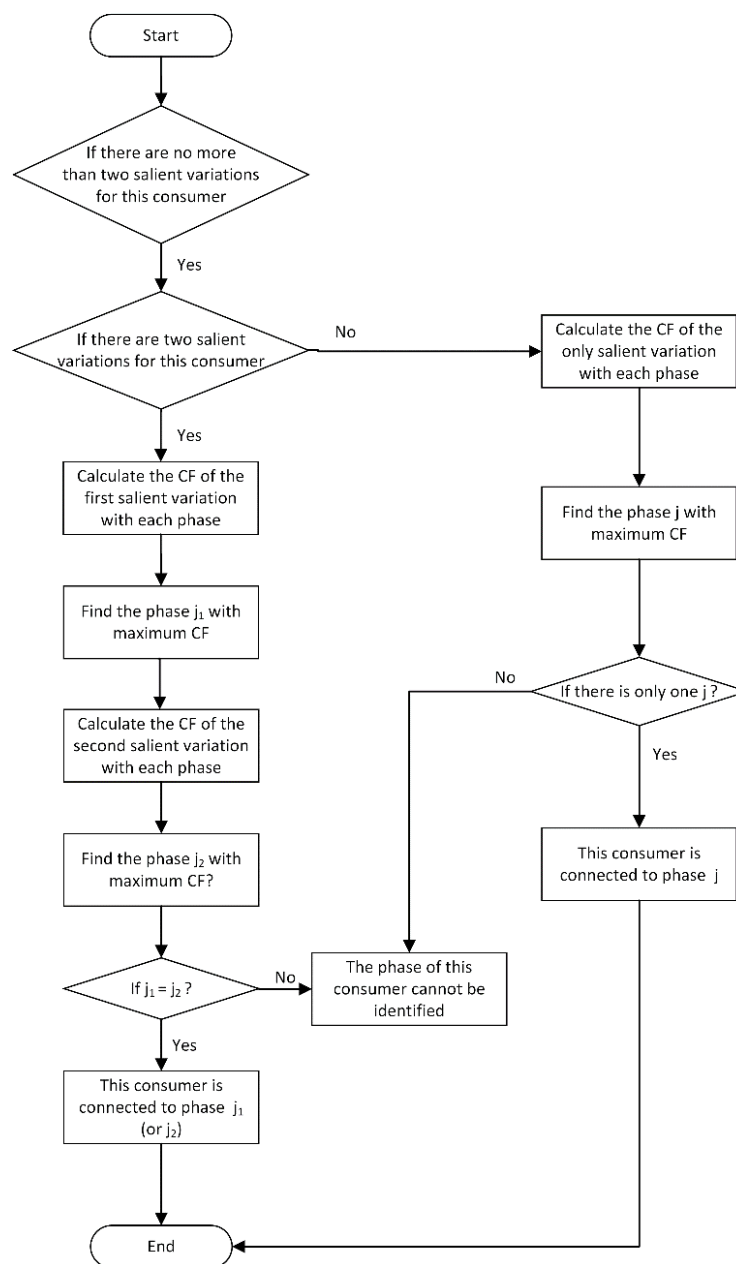 Start
If there are no more
than two salient variations
for this consumer
Yes
If there are two salient
variations for this consumer
No
Calculate the CF of the
only salient variation
with each phase
Yes
Calculate the CF of the
first salient variation
with each phase
Find the phase j with
maximum CF
Find the phase j₁ with
maximum CF
No
If there is only one j ?
Calculate the CF of the
second salient variation
with each phase
Yes
Find the phase j₂ with
maximum CF?
This consumer is
connected to phase j
If j₁ = j₂ ?
No
The phase of this
consumer cannot be
identified
Yes
This consumer is
connected to phase j₁
(or j₂)
End